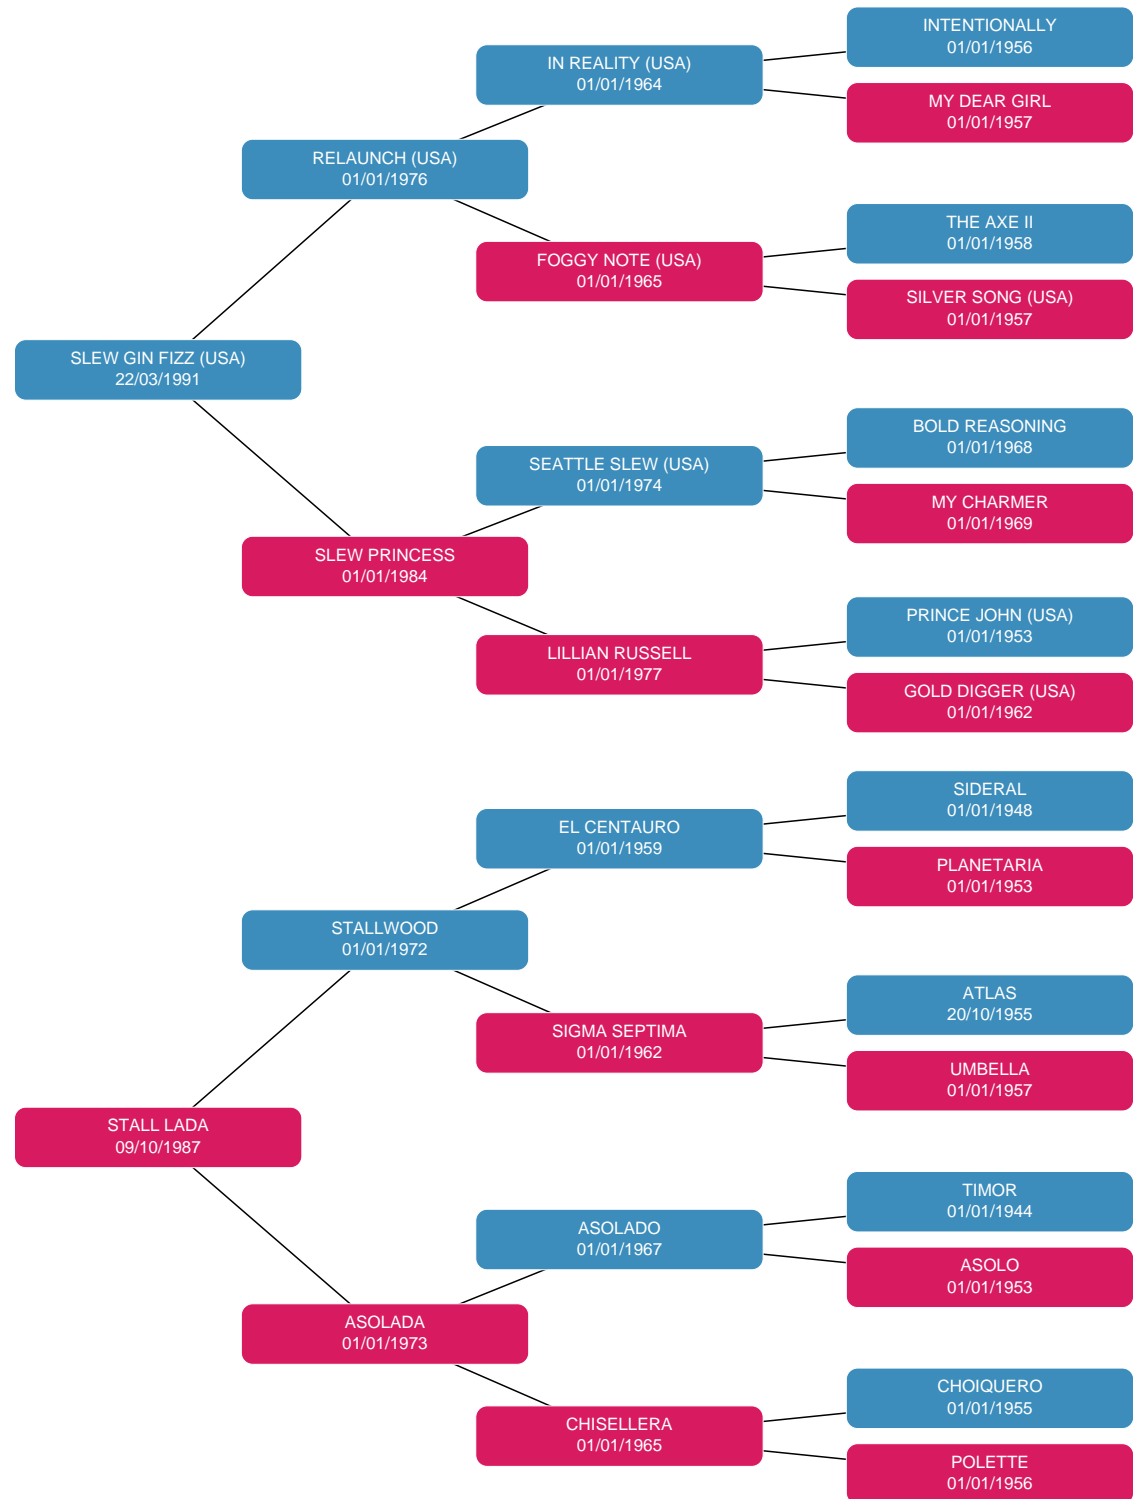 INTENTIONALLY
01/01/1956
IN REALITY (USA)
01/01/1964
MY DEAR GIRL
01/01/1957
RELAUNCH (USA)
01/01/1976
THE AXE II
01/01/1958
FOGGY NOTE (USA)
01/01/1965
SILVER SONG (USA)
01/01/1957
SLEW GIN FIZZ (USA)
22/03/1991
BOLD REASONING
01/01/1968
SEATTLE SLEW (USA)
01/01/1974
MY CHARMER
01/01/1969
SLEW PRINCESS
01/01/1984
PRINCE JOHN (USA)
01/01/1953
LILLIAN RUSSELL
01/01/1977
GOLD DIGGER (USA)
01/01/1962
SIDERAL
01/01/1948
EL CENTAURO
01/01/1959
PLANETARIA
01/01/1953
STALLWOOD
01/01/1972
ATLAS
20/10/1955
SIGMA SEPTIMA
01/01/1962
UMBELLA
01/01/1957
STALL LADA
09/10/1987
TIMOR
01/01/1944
ASOLADO
01/01/1967
ASOLO
01/01/1953
ASOLADA
01/01/1973
CHOIQUERO
01/01/1955
CHISELLERA
01/01/1965
POLETTE
01/01/1956